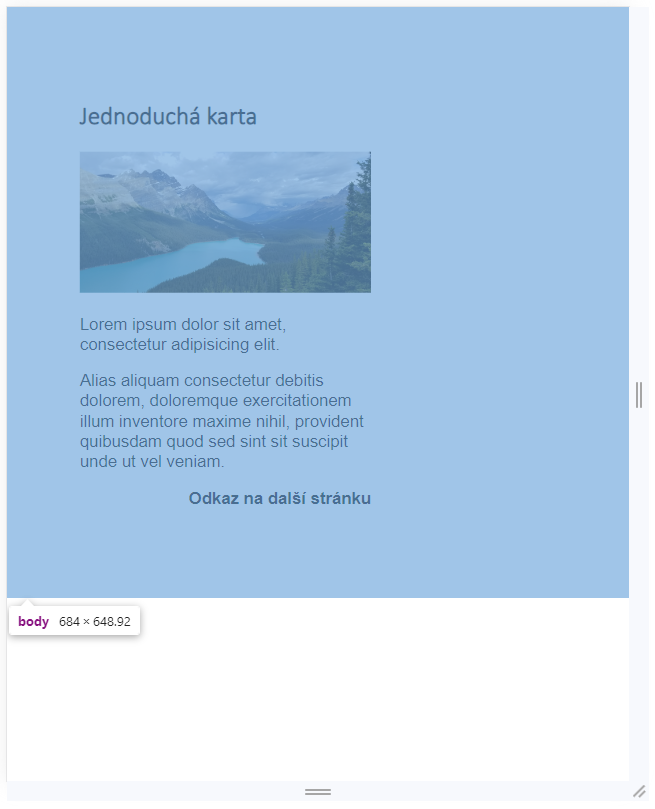 Jednoduchá karta
Lorem ipsum dolor sit amet,
consectetur adipisicing elit.
Alias aliquam consectetur debitis
dolorem, doloremque exercitationem
illum inventore maxime nihil, provident
quibusdam quod sed sint sit suscipit
unde ut vel veniam.
Odkaz na další stránku
body 684 × 648.92